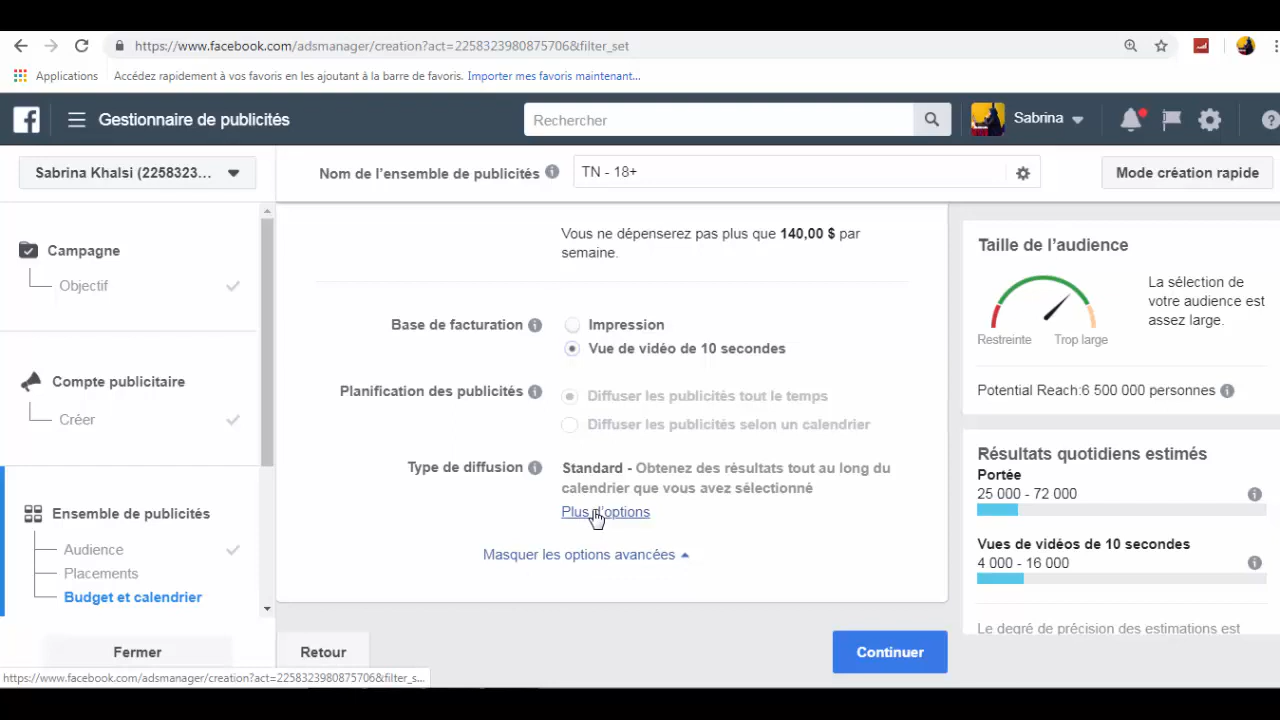 https://www.facebook.com/adsmanager/creation?act=2258323980875706&filter_set
Applications
Accédez rapidement à vos favoris en les ajoutant à la barre de favoris. Importer mes favoris maintenant...
Gestionnaire de publicités
Rechercher
Sabrina
Sabrina Khalsi (2258323...
Nom de l'ensemble de publicités
TN - 18+
Mode création rapide
Campagne
Objectif
Compte publicitaire
Créer
Ensemble de publicités
Audience
Placements
Budget et calendrier
Fermer
Vous ne dépenserez pas plus que 140,00 $ par
semaine.
Base de facturation
Impression
Vue de vidéo de 10 secondes
Planification des publicités
Diffuser les publicités tout le temps
Diffuser les publicités selon un calendrier
Type de diffusion
Standard - Obtenez des résultats tout au long du
calendrier que vous avez sélectionné
Plus d'options
Masquer les options avancées
Retour
Continuer
Taille de l'audience
La sélection de
votre audience est
assez large.
Restreinte
Trop large
Potential Reach:6 500 000 personnes
Résultats quotidiens estimés
Portée
25 000 - 72 000
Vues de vidéos de 10 secondes
4 000 - 16 000
Le degré de précision des estimations est
https://www.facebook.com/adsmanager/creation?act=2258323980875706&filter_s...